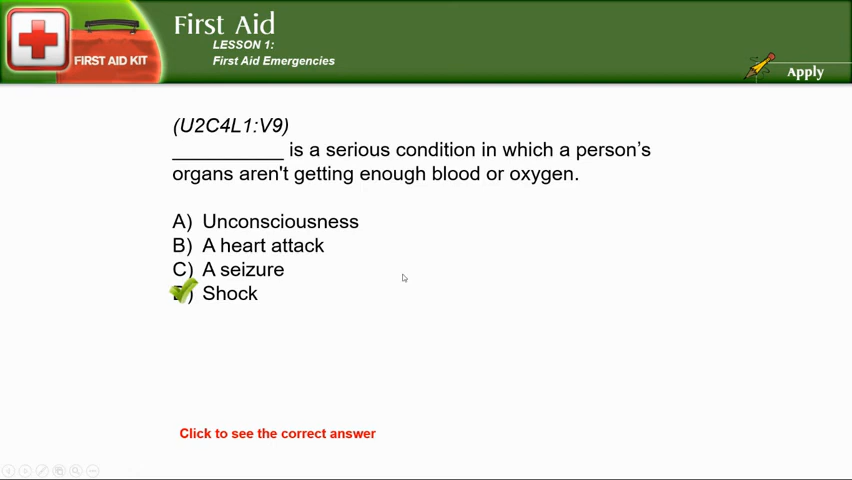 First Aid
LESSON 1:
First Aid Emergencies
FIRST AID KIT
Apply
(U2C4L1:V9)
__________ is a serious condition in which a person’s
organs aren't getting enough blood or oxygen.
A) Unconsciousness
B) A heart attack
C) A seizure
D) Shock
Click to see the correct answer